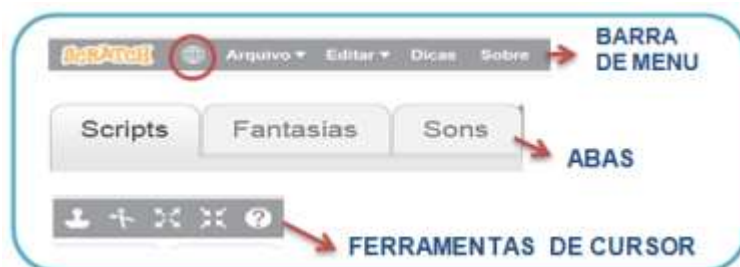 SCRATCH Arquivo Editar Dicas Sobre
BARRA
DE MENU
Scripts Fantasias Sons
ABAS
?
FERRAMENTAS DE CURSOR